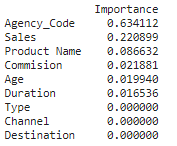 Importance
Agency_Code 0.634112
Sales 0.220899
Product Name 0.086632
Commision 0.021881
Age 0.019940
Duration 0.016536
Type 0.000000
Channel 0.000000
Destination 0.000000